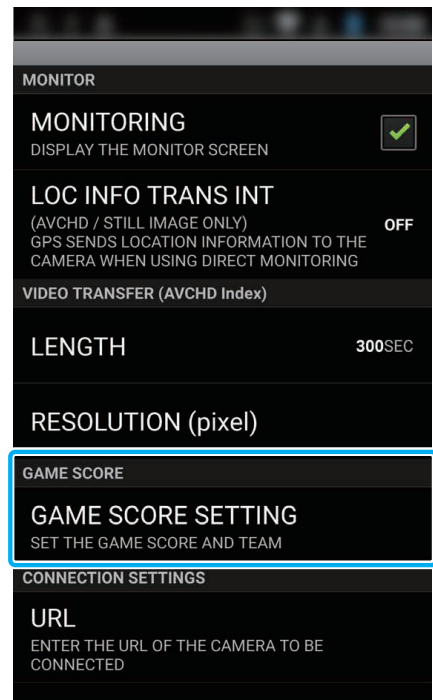 MONITOR
MONITORING
DISPLAY THE MONITOR SCREEN
LOC INFO TRANS INT
(AVCHD / STILL IMAGE ONLY)
OFF
GPS SENDS LOCATION INFORMATION TO THE
CAMERA WHEN USING DIRECT MONITORING
VIDEO TRANSFER (AVCHD Index)
LENGTH
300SEC
RESOLUTION (pixel)
GAME SCORE
GAME SCORE SETTING
SET THE GAME SCORE AND TEAM
CONNECTION SETTINGS
URL
ENTER THE URL OF THE CAMERA TO BE
CONNECTED